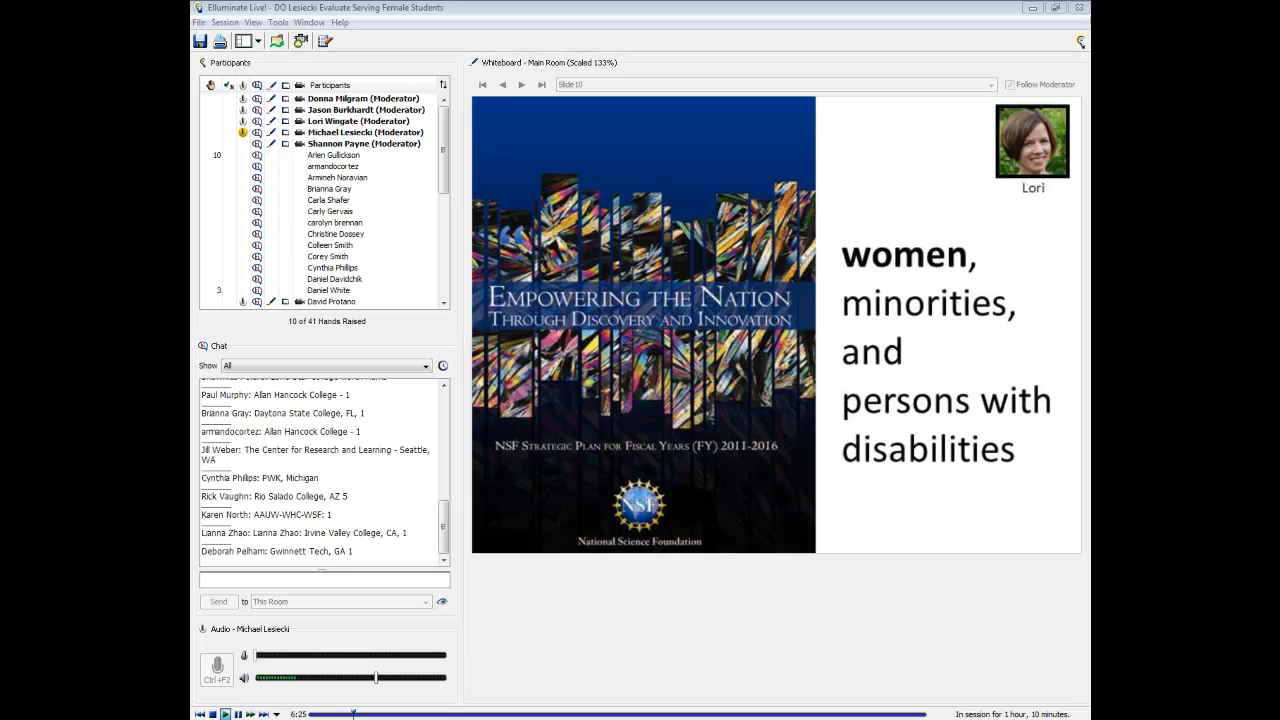 Elluminate Live! - DO Lesiecki Evaluate Serving Female Students
File Session View Tools Window Help
Participants
Participants
Donna Milgram (Moderator)
Jason Burkhardt (Moderator)
Lori Wingate (Moderator)
Michael Lesiecki (Moderator)
Shannon Payne (Moderator)
10 Arlen Gullickson
armandocortez
Armineh Noravian
Brianna Gray
Carla Shafer
Carly Gervais
carolyn brennan
Christine Dossey
Colleen Smith
Corey Smith
Cynthia Phillips
Daniel Davidchik
3 Daniel White
David Protano
10 of 41 Hands Raised
Chat
Show All
Paul Murphy: Allan Hancock College - 1
Brianna Gray: Daytona State College, FL, 1
armandocortez: Allan Hancock College - 1
Jill Weber: The Center for Research and Learning - Seattle,
WA
Cynthia Phillips: PWK, Michigan
Rick Vaughn: Rio Salado College, AZ 5
Karen North: AAUW-WHC-WSF: 1
Lianna Zhao: Lianna Zhao: Irvine Valley College, CA, 1
Deborah Pelham: Gwinnett Tech, GA 1
Send to This Room
Audio - Michael Lesiecki
Ctrl+F2
6:25
In session for 1 hour, 10 minutes.
Whiteboard - Main Room (Scaled 133%)
Slide10
Follow Moderator
EMPOWERING THE NATION
THROUGH DISCOVERY AND INNOVATION
NSF STRATEGIC PLAN FOR FISCAL YEARS (FY) 2011-2016
NSF
National Science Foundation
Lori
women,
minorities,
and
persons with
disabilities